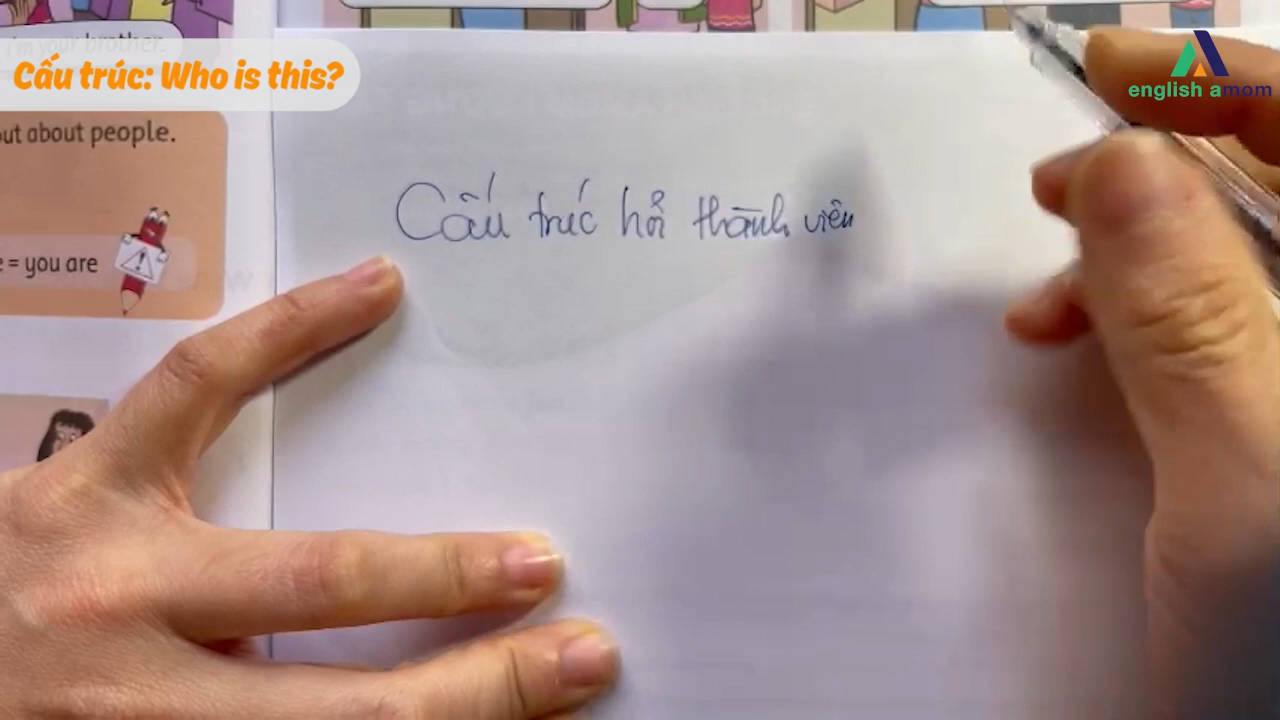 I'm your brother.
Cấu trúc: Who is this?
english amom
out about people.
Cấu trúc hỏi thành viên
= you are